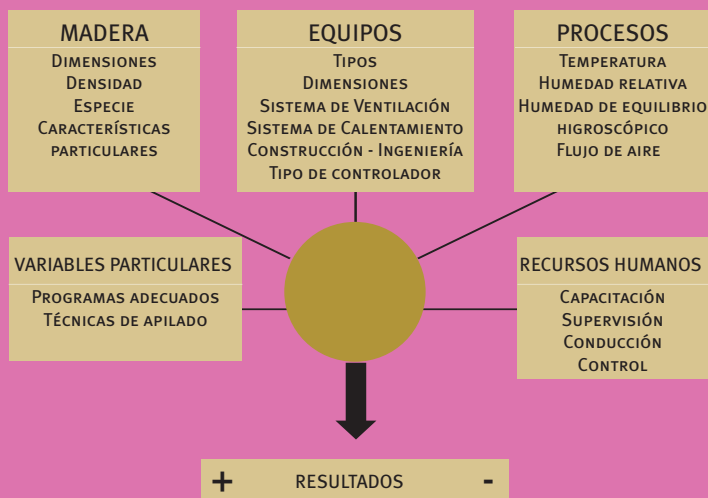 MADERA
DIMENSIONES
DENSIDAD
ESPECIE
CARACTERÍSTICAS
PARTICULARES
EQUIPOS
TIPOS
DIMENSIONES
SISTEMA DE VENTILACIÓN
SISTEMA DE CALENTAMIENTO
CONSTRUCCIÓN - INGENIERÍA
TIPO DE CONTROLADOR
PROCESOS
TEMPERATURA
HUMEDAD RELATIVA
HUMEDAD DE EQUILIBRIO
HIGROSCÓPICO
FLUJO DE AIRE
VARIABLES PARTICULARES
PROGRAMAS ADECUADOS
TÉCNICAS DE APILADO
RECURSOS HUMANOS
CAPACITACIÓN
SUPERVISIÓN
CONDUCCIÓN
CONTROL
+ RESULTADOS -